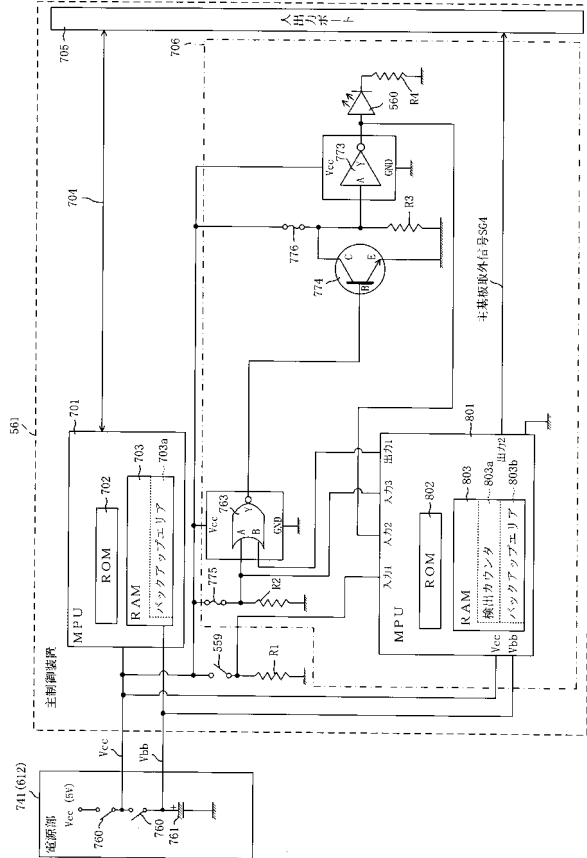 561
主制御装置
741(612)
電源部
Vcc (5V)
760
760
761
Vcc
Vbb
MPU
701
ROM
702
RAM
703
バックアップエリア
703a
704
705
入出力ポート
706
559
R1
775
R2
Vcc
763
A
B
Y
GND
776
774
B
C
E
R3
Vcc
773
A
Y
GND
560
R4
入力1
入力2
入力3
出力1
801
MPU
ROM
802
RAM
803
検出カウンタ
803a
バックアップエリア
803b
Vcc
Vbb
出力2
主基板取外信号SG4